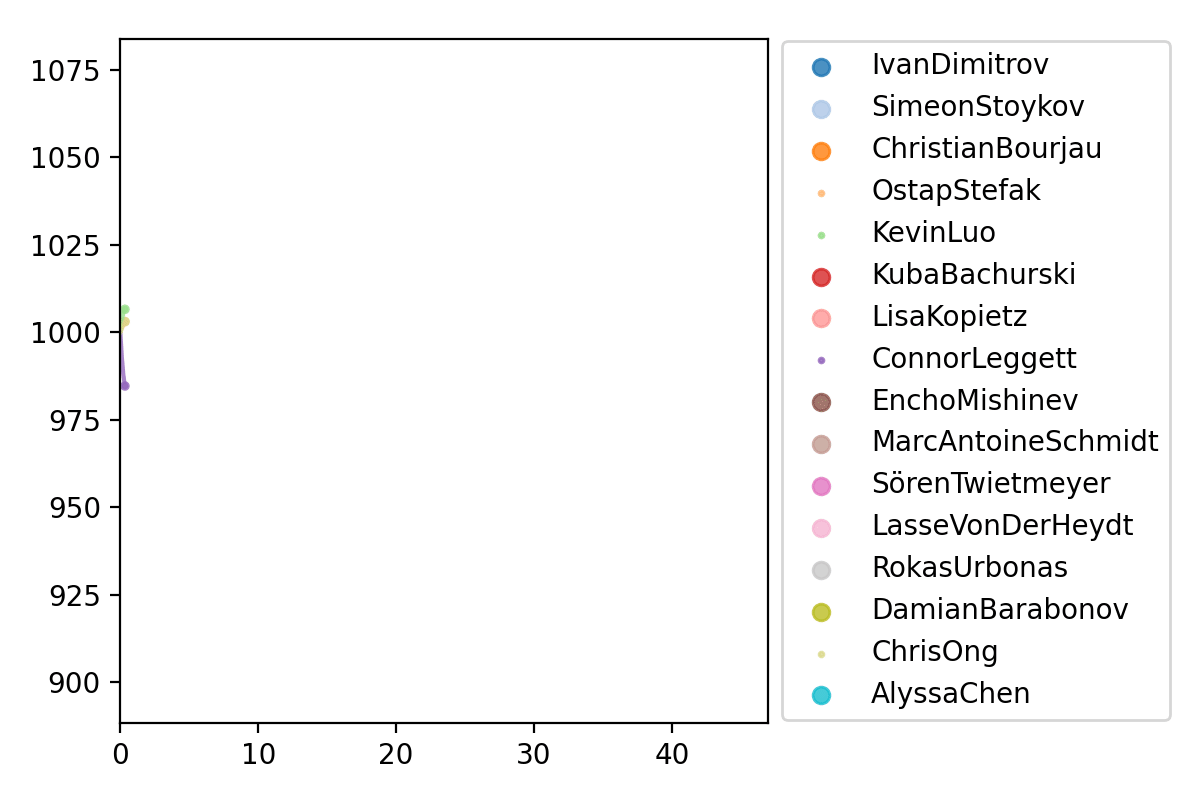 1075
1050
1025
1000
975
950
925
900
0 10 20 30 40
IvanDimitrov
SimeonStoykov
ChristianBourjau
OstapStefak
KevinLuo
KubaBachurski
LisaKopietz
ConnorLeggett
EnchoMishinev
MarcAntoineSchmidt
SörenTwietmeyer
LasseVonDerHeydt
RokasUrbonas
DamianBarabonov
ChrisOng
AlyssaChen